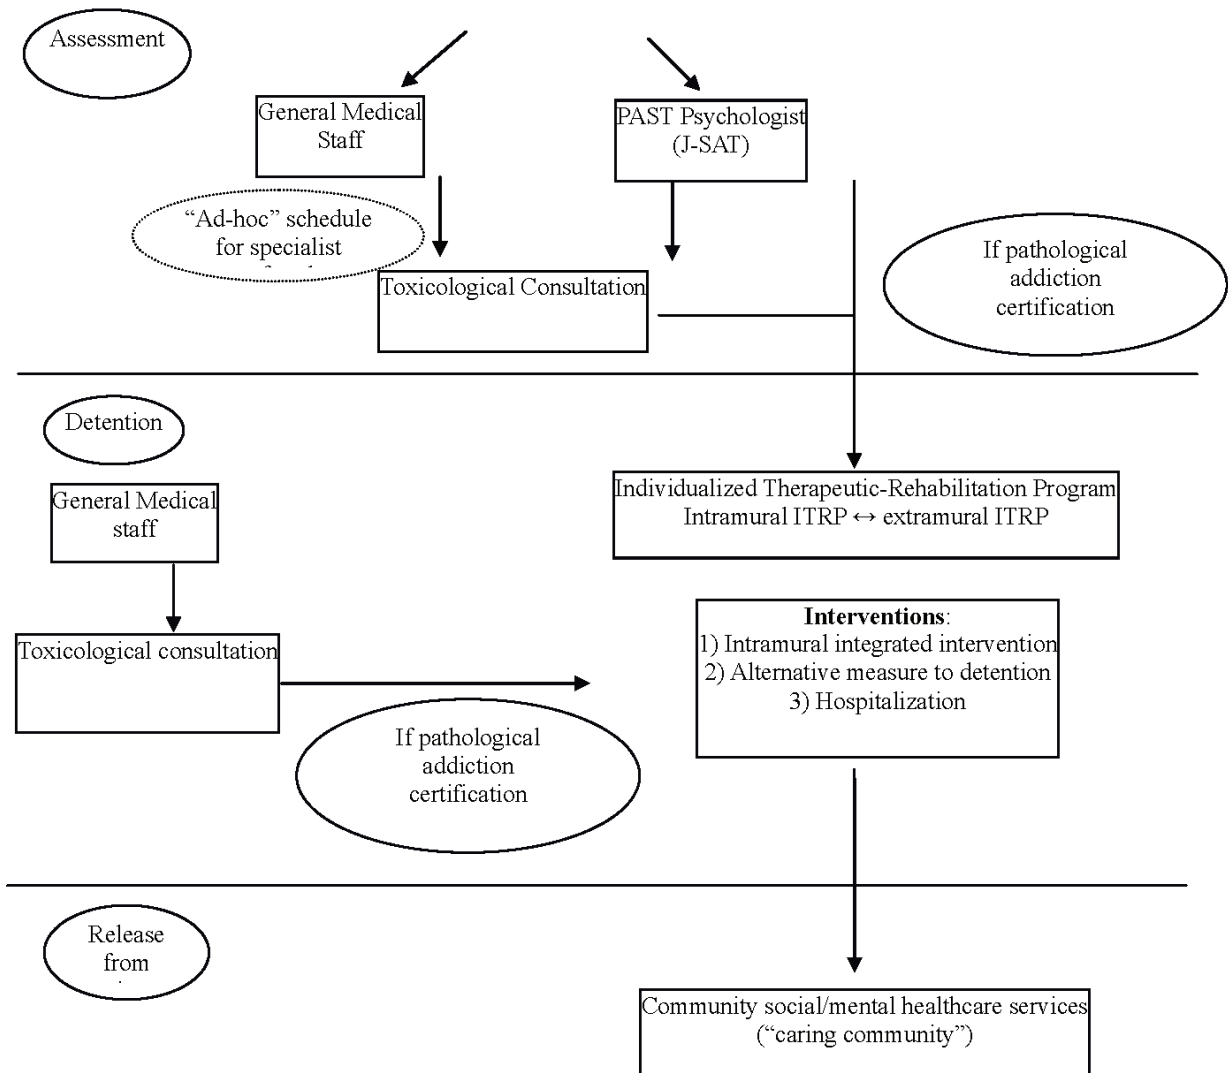 Assessment
General Medical
Staff
PAST Psychologist
(J-SAT)
“Ad-hoc” schedule
for specialist
Toxicological Consultation
If pathological
addiction
certification
Detention
General Medical
staff
Individualized Therapeutic-Rehabilitation Program
Intramural ITRP ↔ extramural ITRP
Toxicological consultation
Interventions:
1) Intramural integrated intervention
2) Alternative measure to detention
3) Hospitalization
If pathological
addiction
certification
Release
from
Community social/mental healthcare services
(“caring community”)